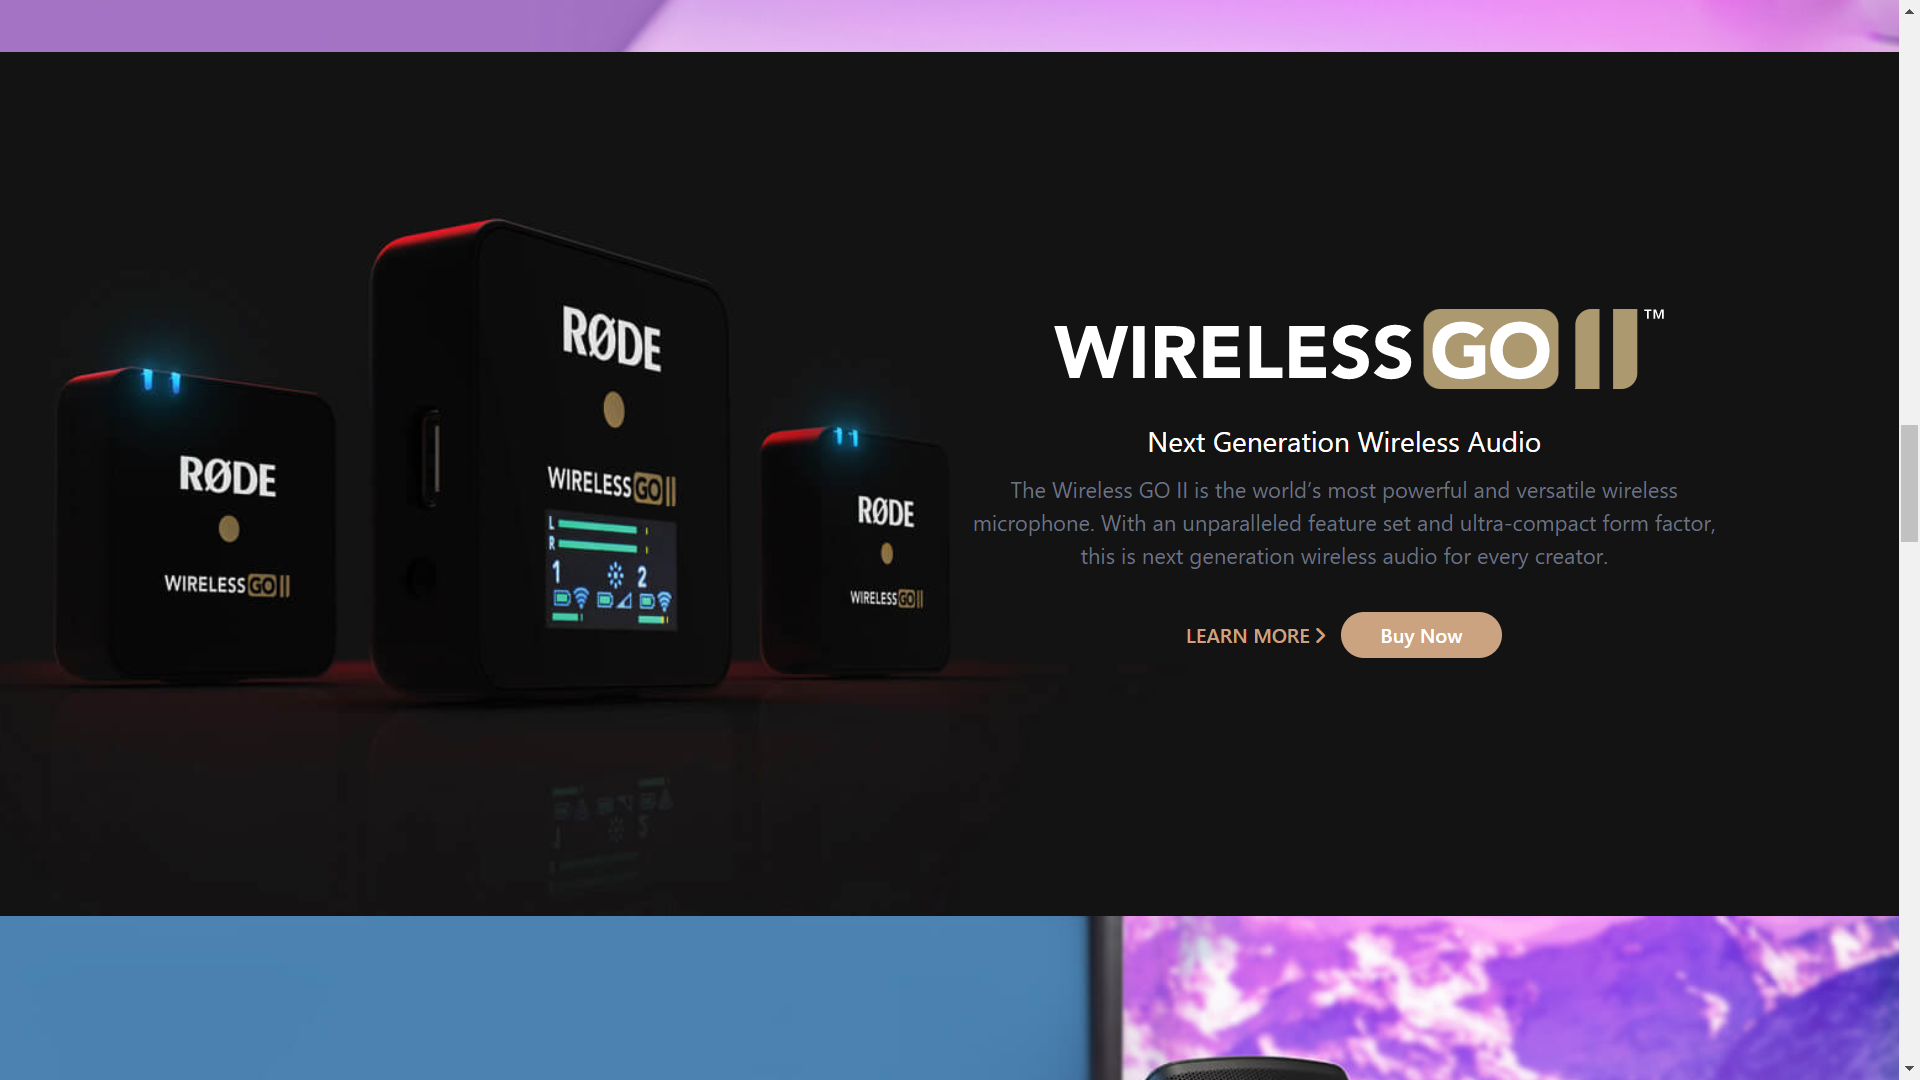 WIRELESS GO II™
Next Generation Wireless Audio
The Wireless GO II is the world’s most powerful and versatile wireless
microphone. With an unparalleled feature set and ultra-compact form factor,
this is next generation wireless audio for every creator.
LEARN MORE
Buy Now
RØDE
WIRELESS GO II
RØDE
WIRELESS GO II
L
R
1 2
RØDE
WIRELESS GO II